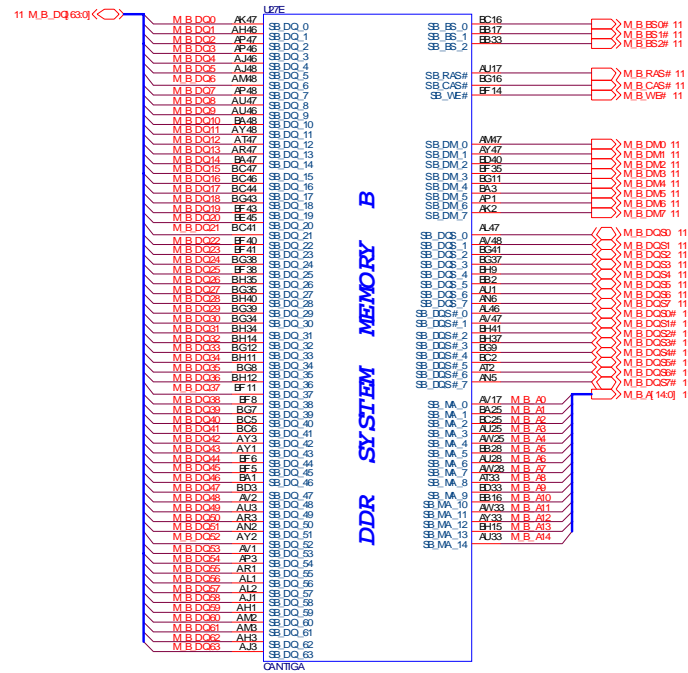 11 M_B_DQ[63:0]
U27E
M_B_DQ0 AK47 SB_DQ_0
M_B_DQ1 AH46 SB_DQ_1
M_B_DQ2 AP47 SB_DQ_2
M_B_DQ3 AP46 SB_DQ_3
M_B_DQ4 AJ46 SB_DQ_4
M_B_DQ5 AJ48 SB_DQ_5
M_B_DQ6 AM48 SB_DQ_6
M_B_DQ7 AP48 SB_DQ_7
M_B_DQ8 AU47 SB_DQ_8
M_B_DQ9 AU46 SB_DQ_9
M_B_DQ10 BA48 SB_DQ_10
M_B_DQ11 AY48 SB_DQ_11
M_B_DQ12 AT47 SB_DQ_12
M_B_DQ13 AR47 SB_DQ_13
M_B_DQ14 BA47 SB_DQ_14
M_B_DQ15 BC47 SB_DQ_15
M_B_DQ16 BC46 SB_DQ_16
M_B_DQ17 BC44 SB_DQ_17
M_B_DQ18 BG43 SB_DQ_18
M_B_DQ19 BF43 SB_DQ_19
M_B_DQ20 BE45 SB_DQ_20
M_B_DQ21 BC41 SB_DQ_21
M_B_DQ22 BF40 SB_DQ_22
M_B_DQ23 BF41 SB_DQ_23
M_B_DQ24 BG38 SB_DQ_24
M_B_DQ25 BF38 SB_DQ_25
M_B_DQ26 BH35 SB_DQ_26
M_B_DQ27 BG35 SB_DQ_27
M_B_DQ28 BH40 SB_DQ_28
M_B_DQ29 BG39 SB_DQ_29
M_B_DQ30 BG34 SB_DQ_30
M_B_DQ31 BH34 SB_DQ_31
M_B_DQ32 BH14 SB_DQ_32
M_B_DQ33 BG12 SB_DQ_33
M_B_DQ34 BH11 SB_DQ_34
M_B_DQ35 BG8 SB_DQ_35
M_B_DQ36 BH12 SB_DQ_36
M_B_DQ37 BF11 SB_DQ_37
M_B_DQ38 BF8 SB_DQ_38
M_B_DQ39 BG7 SB_DQ_39
M_B_DQ40 BC5 SB_DQ_40
M_B_DQ41 BC6 SB_DQ_41
M_B_DQ42 AY3 SB_DQ_42
M_B_DQ43 AY1 SB_DQ_43
M_B_DQ44 BF6 SB_DQ_44
M_B_DQ45 BF5 SB_DQ_45
M_B_DQ46 BA1 SB_DQ_46
M_B_DQ47 BD3 SB_DQ_47
M_B_DQ48 AV2 SB_DQ_48
M_B_DQ49 AU3 SB_DQ_49
M_B_DQ50 AR3 SB_DQ_50
M_B_DQ51 AN2 SB_DQ_51
M_B_DQ52 AY2 SB_DQ_52
M_B_DQ53 AV1 SB_DQ_53
M_B_DQ54 AP3 SB_DQ_54
M_B_DQ55 AR1 SB_DQ_55
M_B_DQ56 AL1 SB_DQ_56
M_B_DQ57 AL2 SB_DQ_57
M_B_DQ58 AJ1 SB_DQ_58
M_B_DQ59 AH1 SB_DQ_59
M_B_DQ60 AM2 SB_DQ_60
M_B_DQ61 AM3 SB_DQ_61
M_B_DQ62 AH3 SB_DQ_62
M_B_DQ63 AJ3 SB_DQ_63
CANTIGA
DDR SYSTEM MEMORY B
SB_BS_0 BC16 M_B_BS0# 11
SB_BS_1 BB17 M_B_BS1# 11
SB_BS_2 BB33 M_B_BS2# 11
SB_RAS# AU17 M_B_RAS# 11
SB_CAS# BG16 M_B_CAS# 11
SB_WE# BF14 M_B_WE# 11
SB_DM_0 AM47 M_B_DM0 11
SB_DM_1 AY47 M_B_DM1 11
SB_DM_2 BD40 M_B_DM2 11
SB_DM_3 BF35 M_B_DM3 11
SB_DM_4 BG11 M_B_DM4 11
SB_DM_5 BA3 M_B_DM5 11
SB_DM_6 AP1 M_B_DM6 11
SB_DM_7 AK2 M_B_DM7 11
SB_DQS_0 AL47 M_B_DQS0 11
SB_DQS_1 AV48 M_B_DQS1 11
SB_DQS_2 BG41 M_B_DQS2 11
SB_DQS_3 BG37 M_B_DQS3 11
SB_DQS_4 BH9 M_B_DQS4 11
SB_DQS_5 BB2 M_B_DQS5 11
SB_DQS_6 AU1 M_B_DQS6 11
SB_DQS_7 AN6 M_B_DQS7 11
SB_DQS#_0 AL46 M_B_DQS0# 1
SB_DQS#_1 AV47 M_B_DQS1# 1
SB_DQS#_2 BH41 M_B_DQS2# 1
SB_DQS#_3 BH37 M_B_DQS3# 1
SB_DQS#_4 BG9 M_B_DQS4# 1
SB_DQS#_5 BC2 M_B_DQS5# 1
SB_DQS#_6 AT2 M_B_DQS6# 1
SB_DQS#_7 AN5 M_B_DQS7# 1
M_B_A[14:0] 1
SB_MA_0 AV17 M_B_A0
SB_MA_1 BA25 M_B_A1
SB_MA_2 BC25 M_B_A2
SB_MA_3 AU25 M_B_A3
SB_MA_4 AW25 M_B_A4
SB_MA_5 BB28 M_B_A5
SB_MA_6 AU28 M_B_A6
SB_MA_7 AW28 M_B_A7
SB_MA_8 AT33 M_B_A8
SB_MA_9 BD33 M_B_A9
SB_MA_10 BB16 M_B_A10
SB_MA_11 AW33 M_B_A11
SB_MA_12 AY33 M_B_A12
SB_MA_13 BH15 M_B_A13
SB_MA_14 AU33 M_B_A14